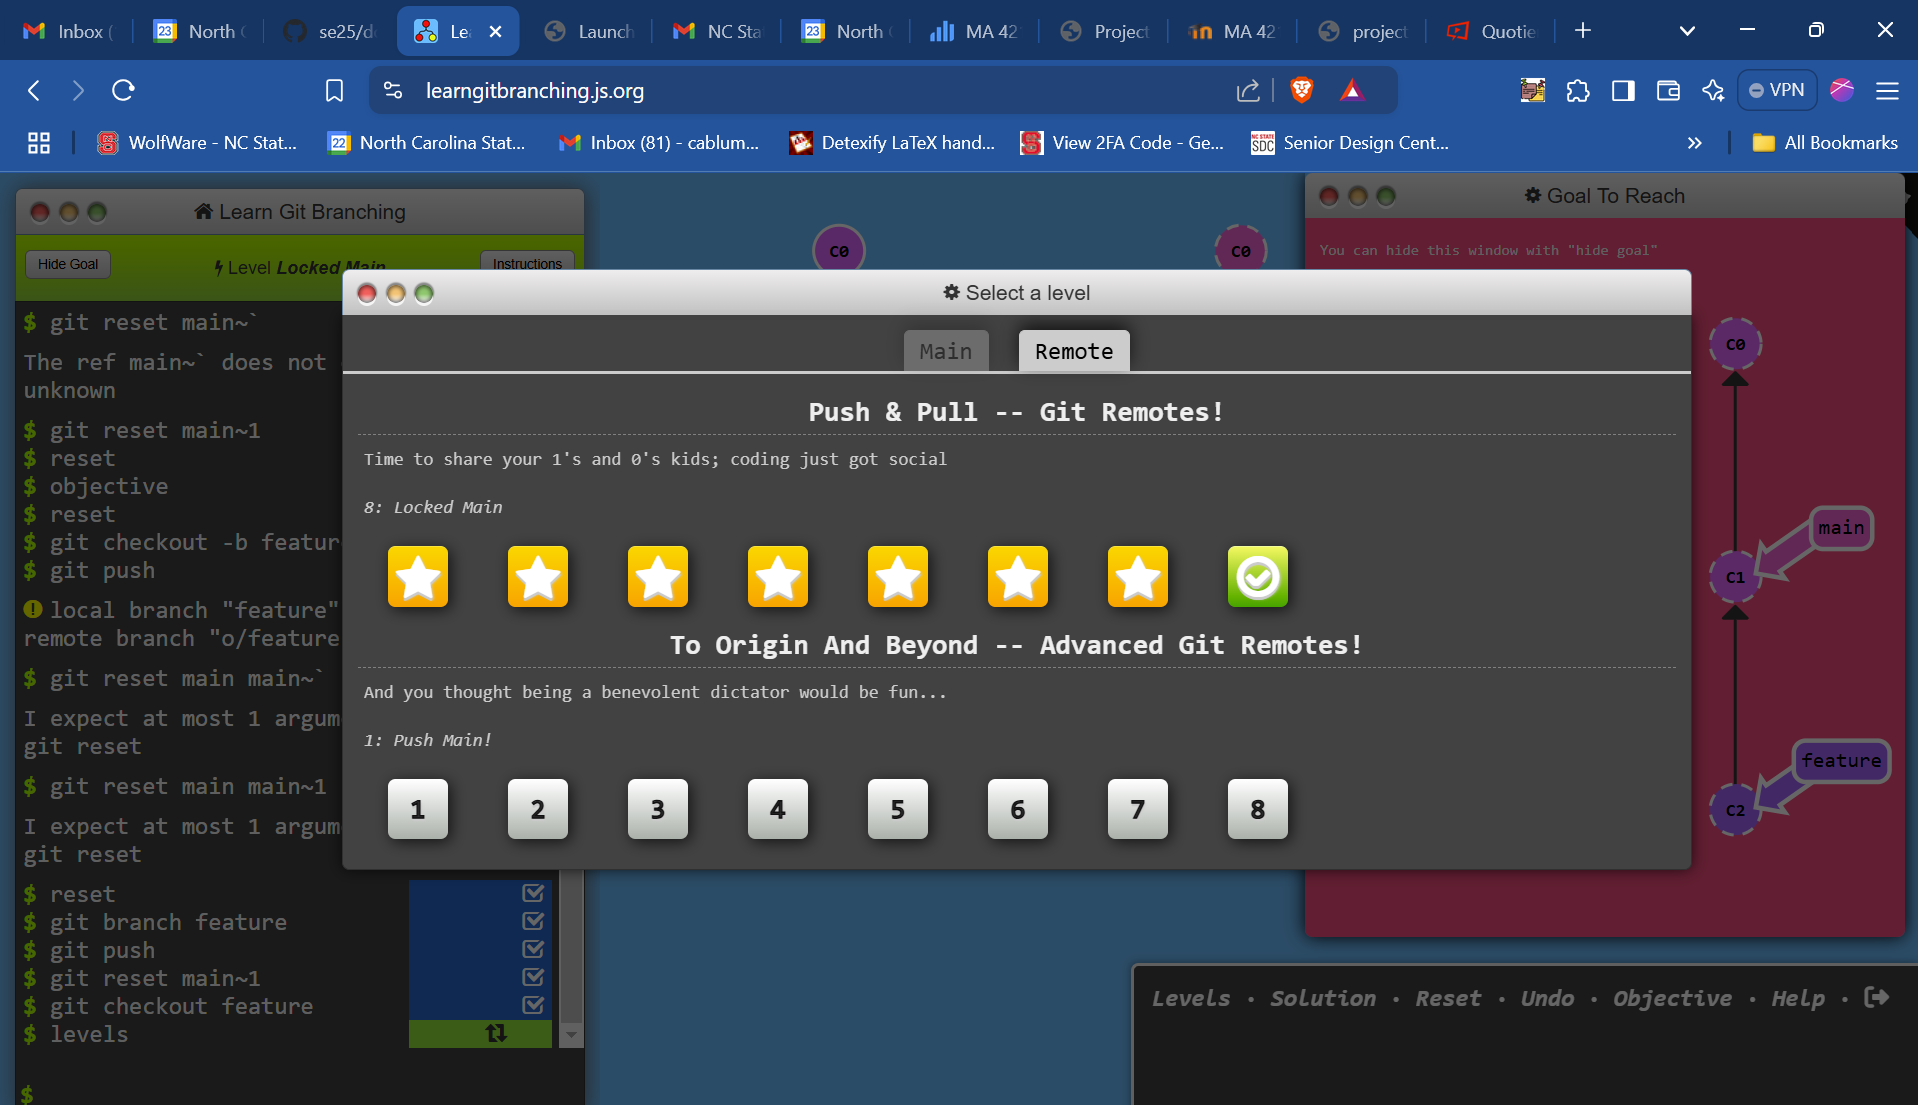 Inbox (
North
se25/d
Le
Launch
NC Sta
North
MA 42
Project
MA 42
project
Quotie
learngitbranching.js.org
VPN
WolfWare - NC Stat...
North Carolina Stat...
Inbox (81) - cablum...
Detexify LaTeX hand...
View 2FA Code - Ge...
Senior Design Cent...
All Bookmarks
Learn Git Branching
Hide Goal
Level Locked Main
Instructions
$ git reset main~`
The ref main~` does not
unknown
$ git reset main~1
$ reset
$ objective
$ reset
$ git checkout -b featur
$ git push
local branch "feature"
remote branch "o/feature
$ git reset main main~`
I expect at most 1 argum
git reset
$ git reset main main~1
I expect at most 1 argum
git reset
$ reset
$ git branch feature
$ git push
$ git reset main~1
$ git checkout feature
$ levels
$
C0
C0
Goal To Reach
You can hide this window with "hide goal"
C0
main
C1
feature
C2
Select a level
Main
Remote
Push & Pull -- Git Remotes!
Time to share your 1's and 0's kids; coding just got social
8: Locked Main
To Origin And Beyond -- Advanced Git Remotes!
And you thought being a benevolent dictator would be fun...
1: Push Main!
1 2 3 4 5 6 7 8
Levels · Solution · Reset · Undo · Objective · Help ·